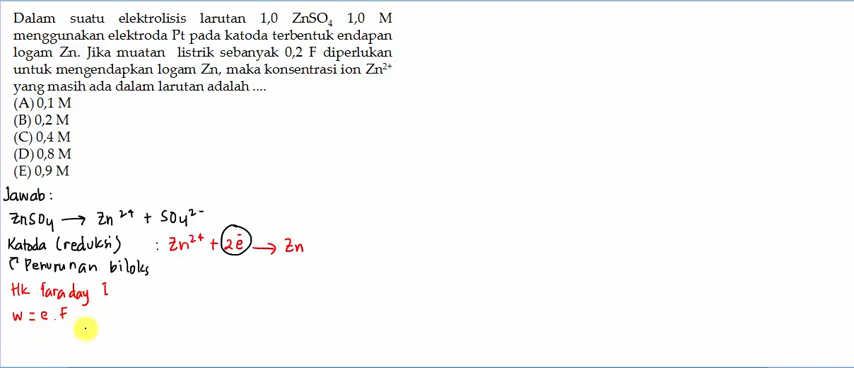 Dalam suatu elektrolisis larutan 1,0 ZnSO₄ 1,0 M
menggunakan elektroda Pt pada katoda terbentuk endapan
logam Zn. Jika muatan listrik sebanyak 0,2 F diperlukan
untuk mengendapkan logam Zn, maka konsentrasi ion Zn²⁺
yang masih ada dalam larutan adalah ....
(A) 0,1 M
(B) 0,2 M
(C) 0,4 M
(D) 0,8 M
(E) 0,9 M
Jawab :
ZnSO₄ → Zn²⁺ + SO₄²⁻
Katoda (reduksi) : Zn²⁺ + 2ē → Zn
Penurunan biloks
Hk faraday I
w = e . F